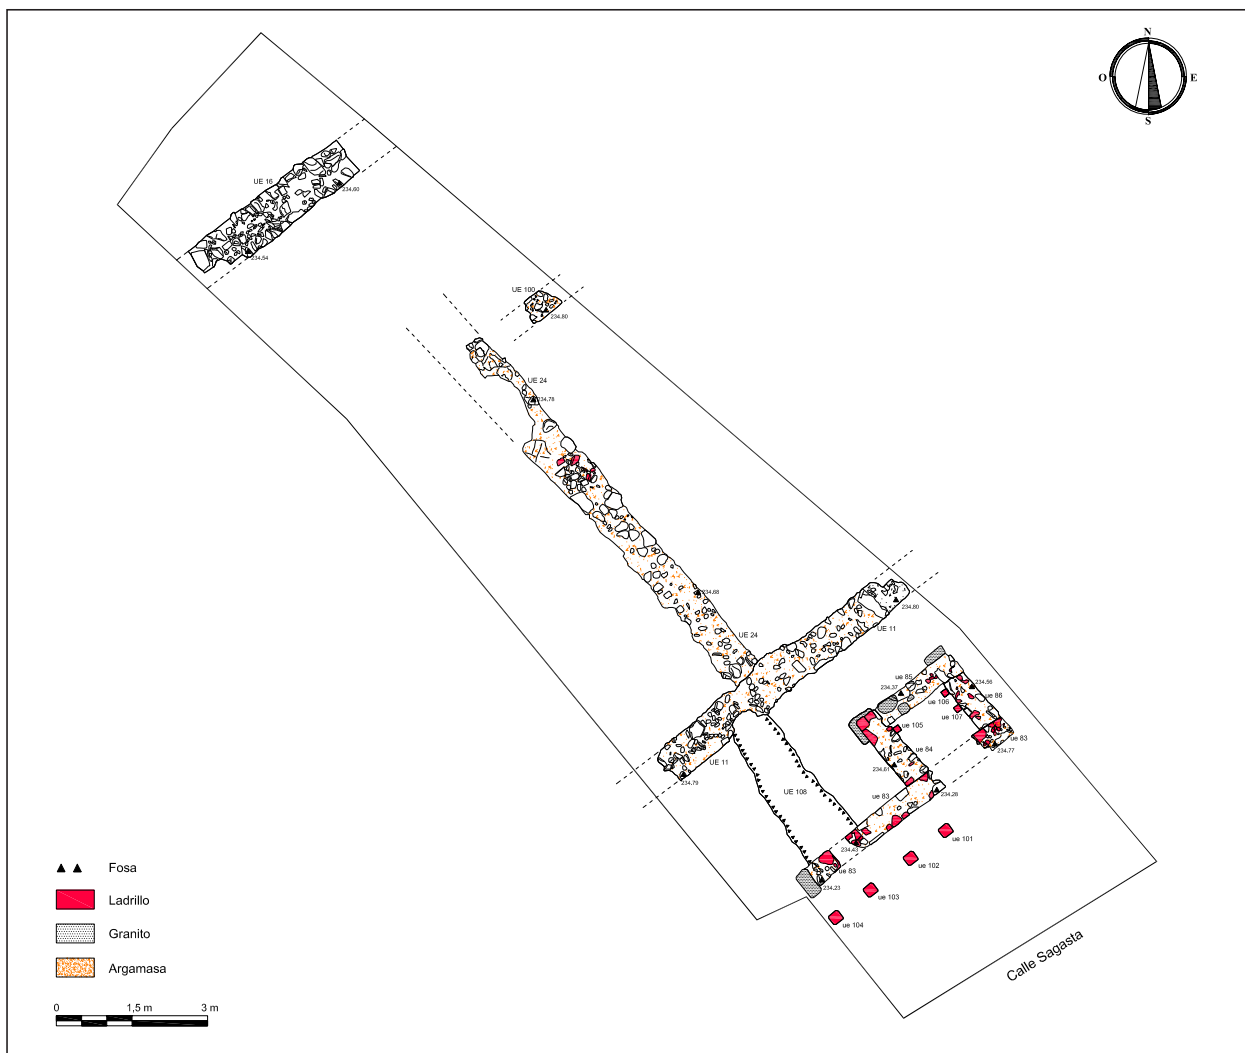 N
O E
S
UE 16
234,60
234,54
UE 100
234.80
UE 24
234.78
234.68
UE 24
234.80
UE 11
ue 85
234.37
234.56
ue 86
ue 106
ue 107
ue 105
ue 83
234.77
ue 84
234.61
UE 11
234.79
UE 108
ue 83
234.28
234.43
ue 83
234.23
ue 101
ue 102
ue 103
ue 104
Calle Sagasta
Fosa
Ladrillo
Granito
Argamasa
0 1,5 m 3 m